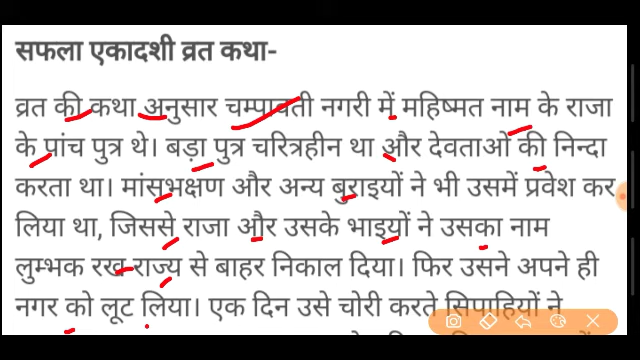 सफला एकादशी व्रत कथा-
व्रत की कथा अनुसार चम्पावती नगरी में महिष्मत नाम के राजा
के पांच पुत्र थे। बड़ा पुत्र चरित्रहीन था और देवताओं की निन्दा
करता था। मांसभक्षण और अन्य बुराइयों ने भी उसमें प्रवेश कर
लिया था, जिससे राजा और उसके भाइयों ने उसका नाम
लुम्भक रख राज्य से बाहर निकाल दिया। फिर उसने अपने ही
नगर को लूट लिया। एक दिन उसे चोरी करते सिपाहियों ने